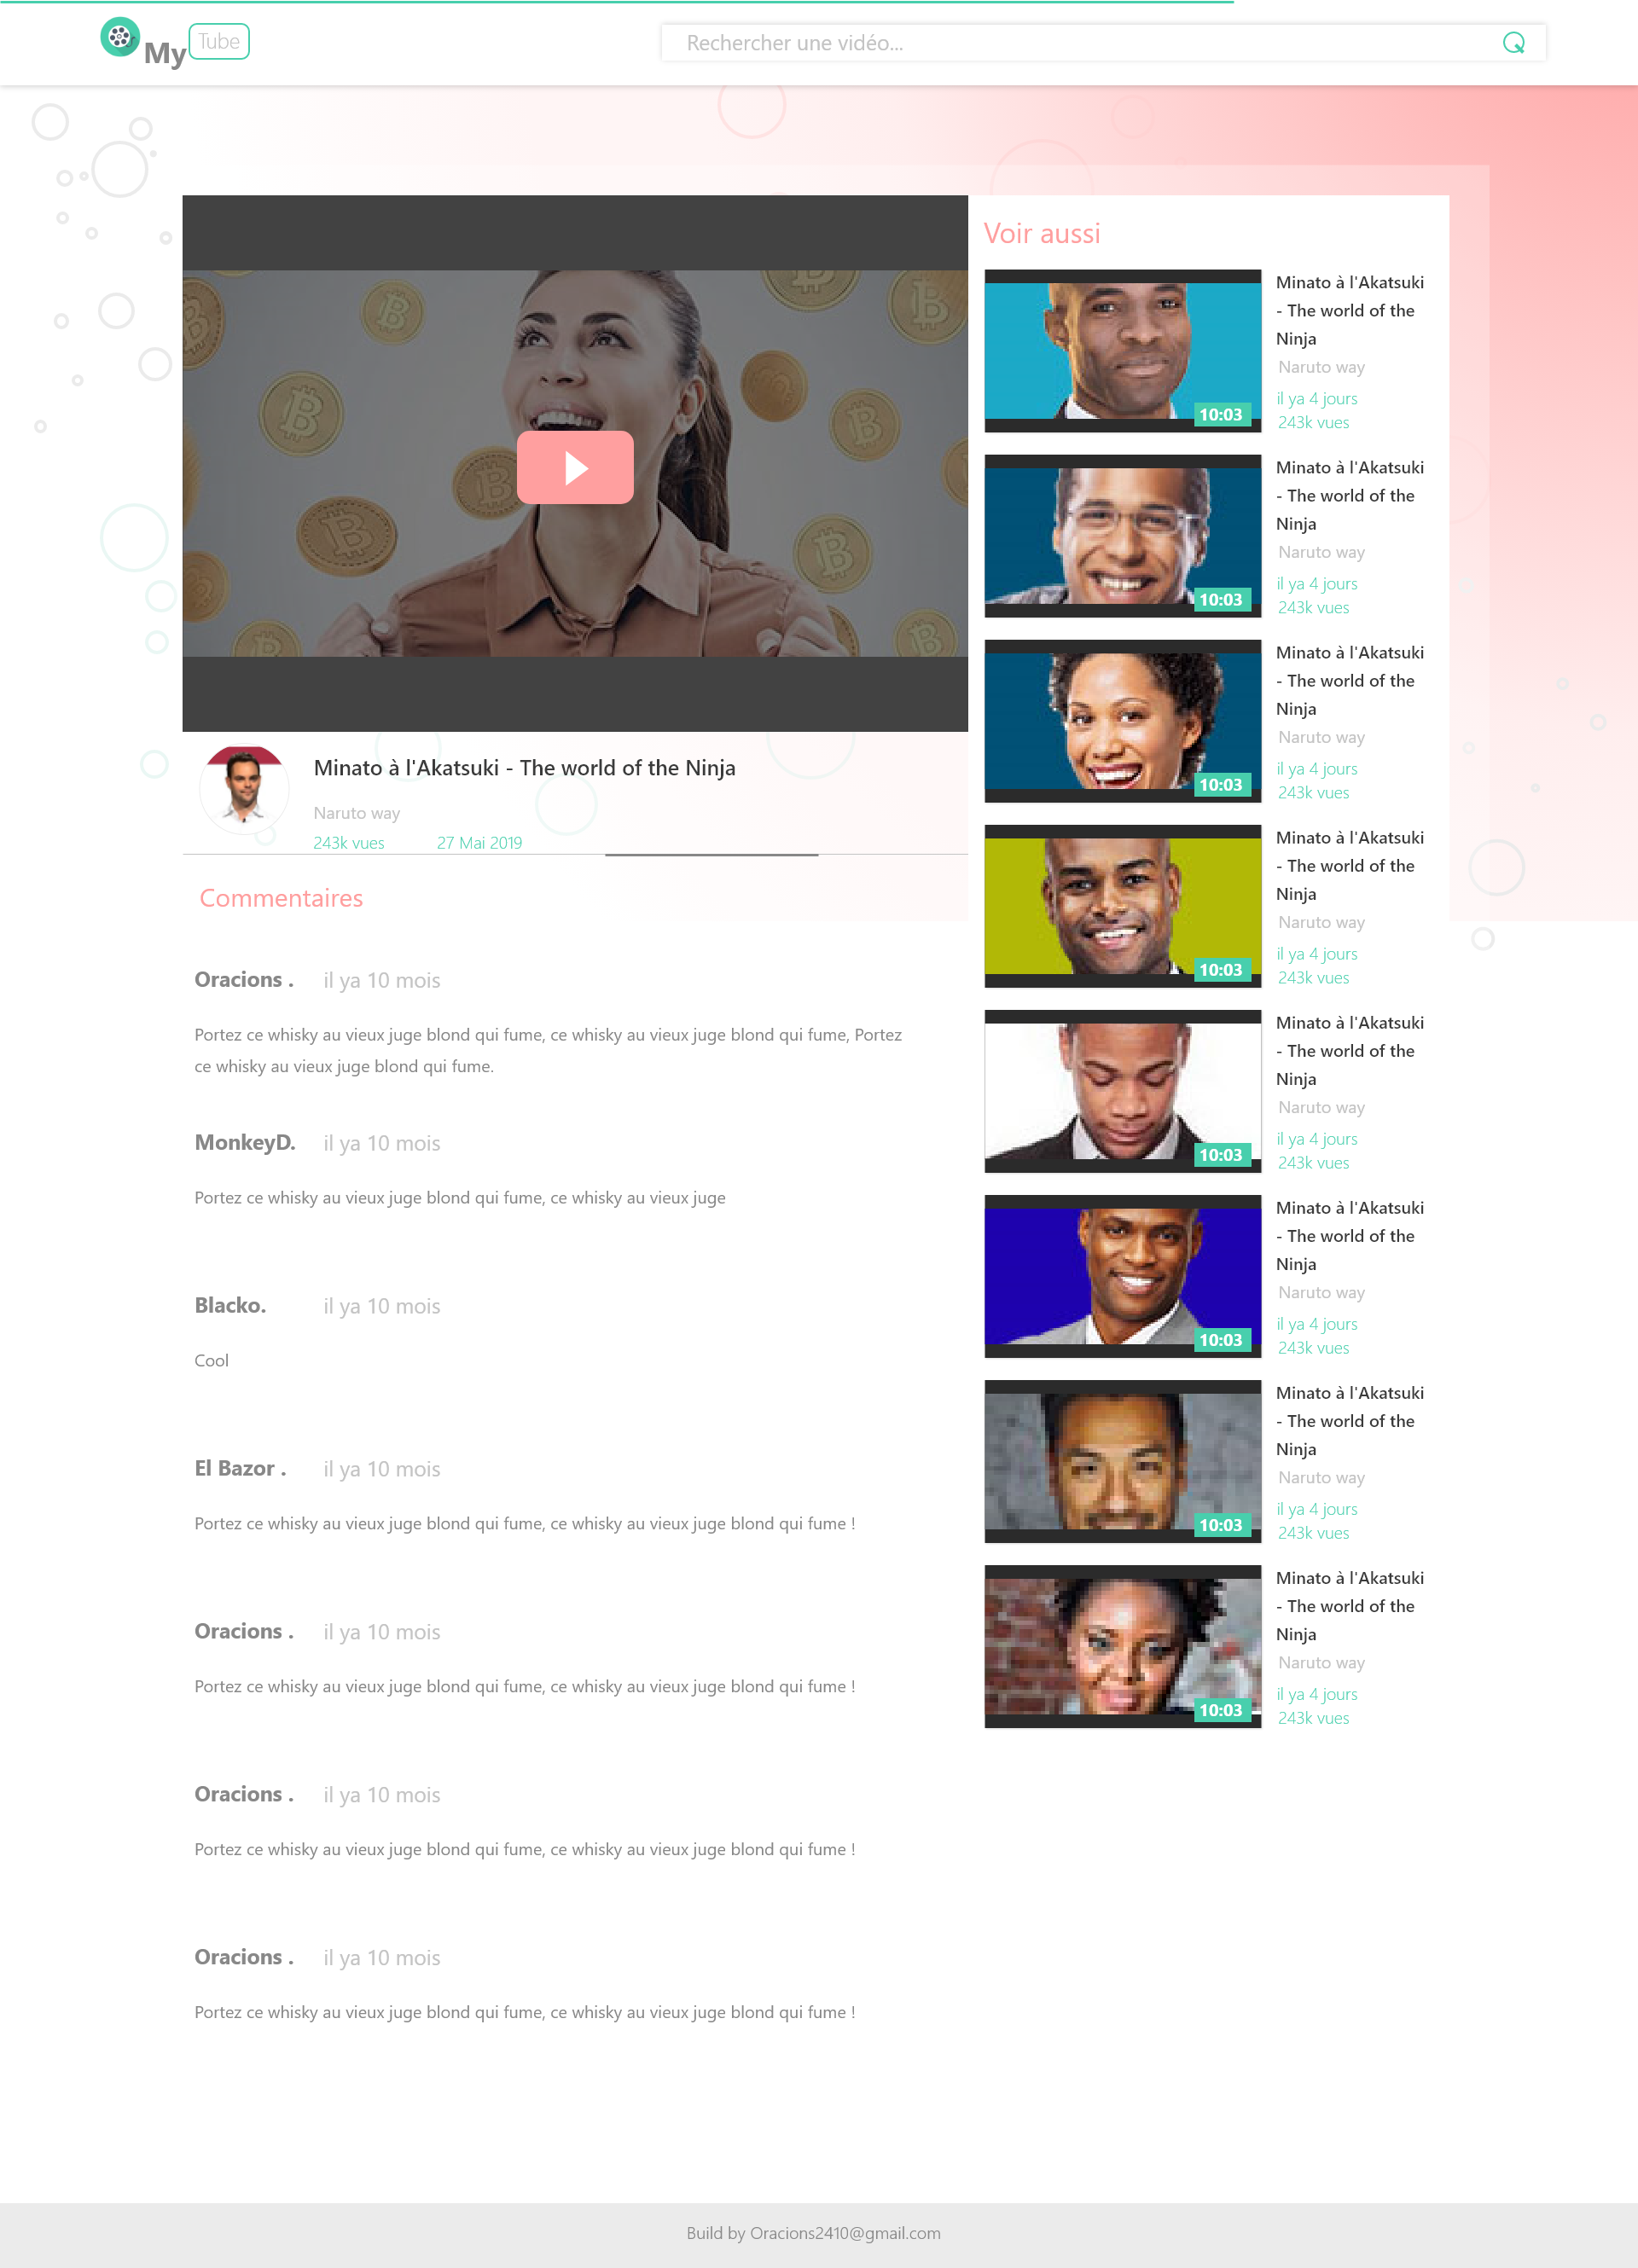 My Tube
Rechercher une vidéo...
Voir aussi
Minato à l'Akatsuki
- The world of the
Ninja
Naruto way
il ya 4 jours
243k vues
10:03
Minato à l'Akatsuki
- The world of the
Ninja
Naruto way
il ya 4 jours
243k vues
10:03
Minato à l'Akatsuki
- The world of the
Ninja
Naruto way
il ya 4 jours
243k vues
10:03
Minato à l'Akatsuki
- The world of the
Ninja
Naruto way
il ya 4 jours
243k vues
10:03
Minato à l'Akatsuki
- The world of the
Ninja
Naruto way
il ya 4 jours
243k vues
10:03
Minato à l'Akatsuki
- The world of the
Ninja
Naruto way
il ya 4 jours
243k vues
10:03
Minato à l'Akatsuki
- The world of the
Ninja
Naruto way
il ya 4 jours
243k vues
10:03
Minato à l'Akatsuki
- The world of the
Ninja
Naruto way
il ya 4 jours
243k vues
10:03
Minato à l'Akatsuki - The world of the Ninja
Naruto way
243k vues 27 Mai 2019
Commentaires
Oracions . il ya 10 mois
Portez ce whisky au vieux juge blond qui fume, ce whisky au vieux juge blond qui fume, Portez
ce whisky au vieux juge blond qui fume.
MonkeyD. il ya 10 mois
Portez ce whisky au vieux juge blond qui fume, ce whisky au vieux juge
Blacko. il ya 10 mois
Cool
El Bazor . il ya 10 mois
Portez ce whisky au vieux juge blond qui fume, ce whisky au vieux juge blond qui fume !
Oracions . il ya 10 mois
Portez ce whisky au vieux juge blond qui fume, ce whisky au vieux juge blond qui fume !
Oracions . il ya 10 mois
Portez ce whisky au vieux juge blond qui fume, ce whisky au vieux juge blond qui fume !
Oracions . il ya 10 mois
Portez ce whisky au vieux juge blond qui fume, ce whisky au vieux juge blond qui fume !
Build by Oracions2410@gmail.com